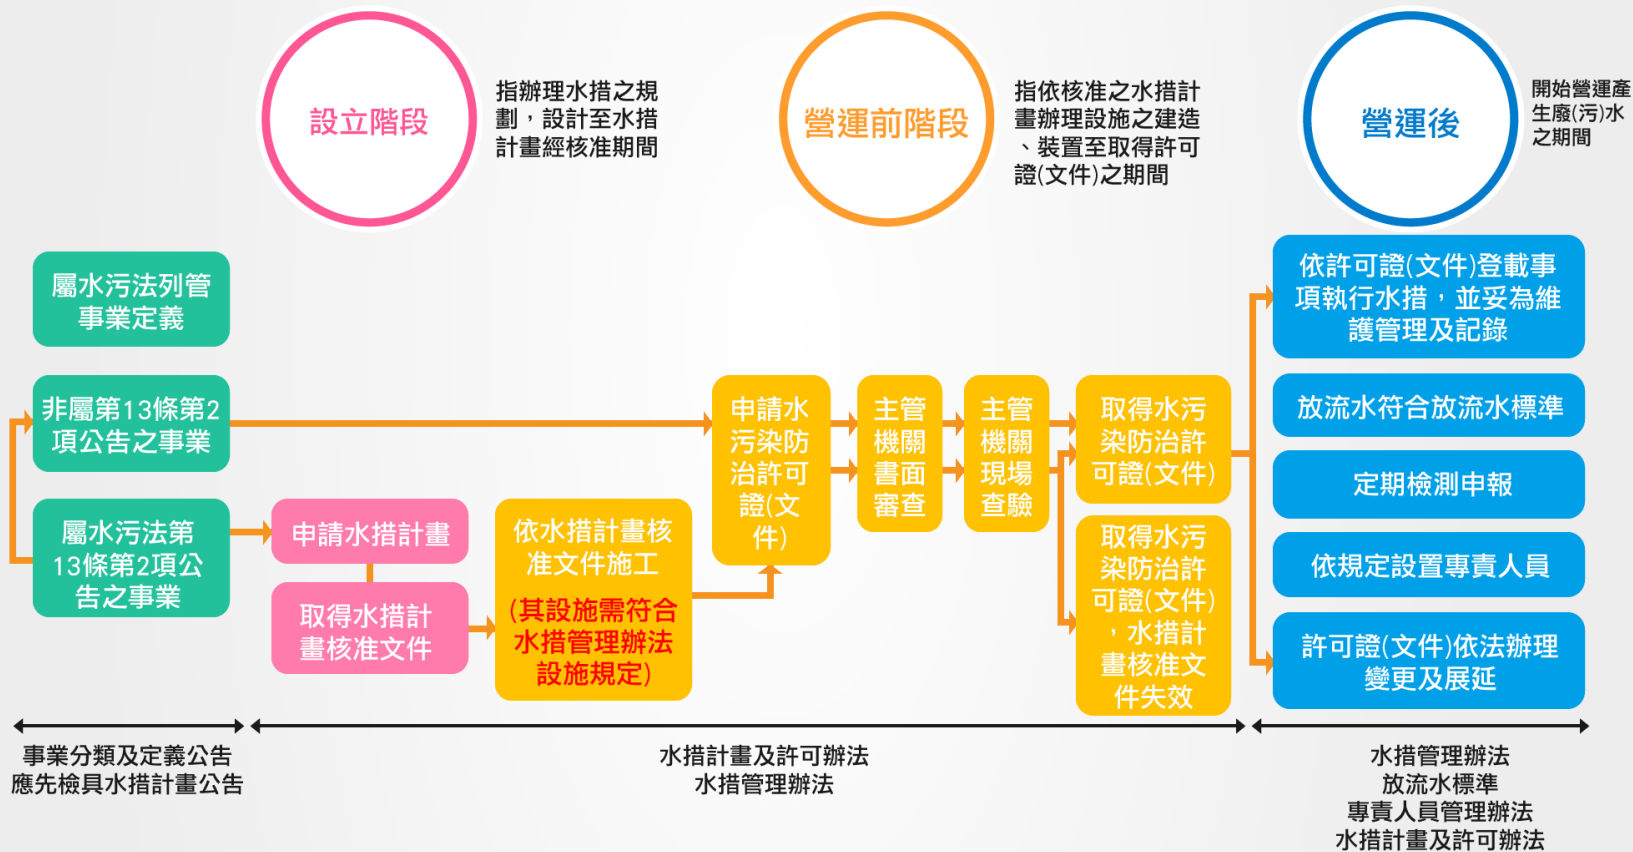 設立階段
指辦理水措之規
劃，設計至水措
計畫經核准期間
營運前階段
指依核准之水措計
畫辦理設施之建造
、裝置至取得許可
證(文件)之期間
營運後
開始營運產
生廢(污)水
之期間
屬水污法列管
事業定義
非屬第13條第2
項公告之事業
屬水污法第
13條第2項公
告之事業
申請水措計畫
取得水措計
畫核准文件
依水措計畫核
准文件施工
(其設施需符合
水措管理辦法
設施規定)
申請水
污染防
治許可
證(文
件)
主管
機關
書面
審查
主管
機關
現場
查驗
取得水污
染防治許
可證(文件)
取得水污
染防治許
可證(文件)
，水措計
畫核准文
件失效
依許可證(文件)登載事
項執行水措，並妥為維
護管理及記錄
放流水符合放流水標準
定期檢測申報
依規定設置專責人員
許可證(文件)依法辦理
變更及展延
事業分類及定義公告
應先檢具水措計畫公告
水措計畫及許可辦法
水措管理辦法
水措管理辦法
放流水標準
專責人員管理辦法
水措計畫及許可辦法